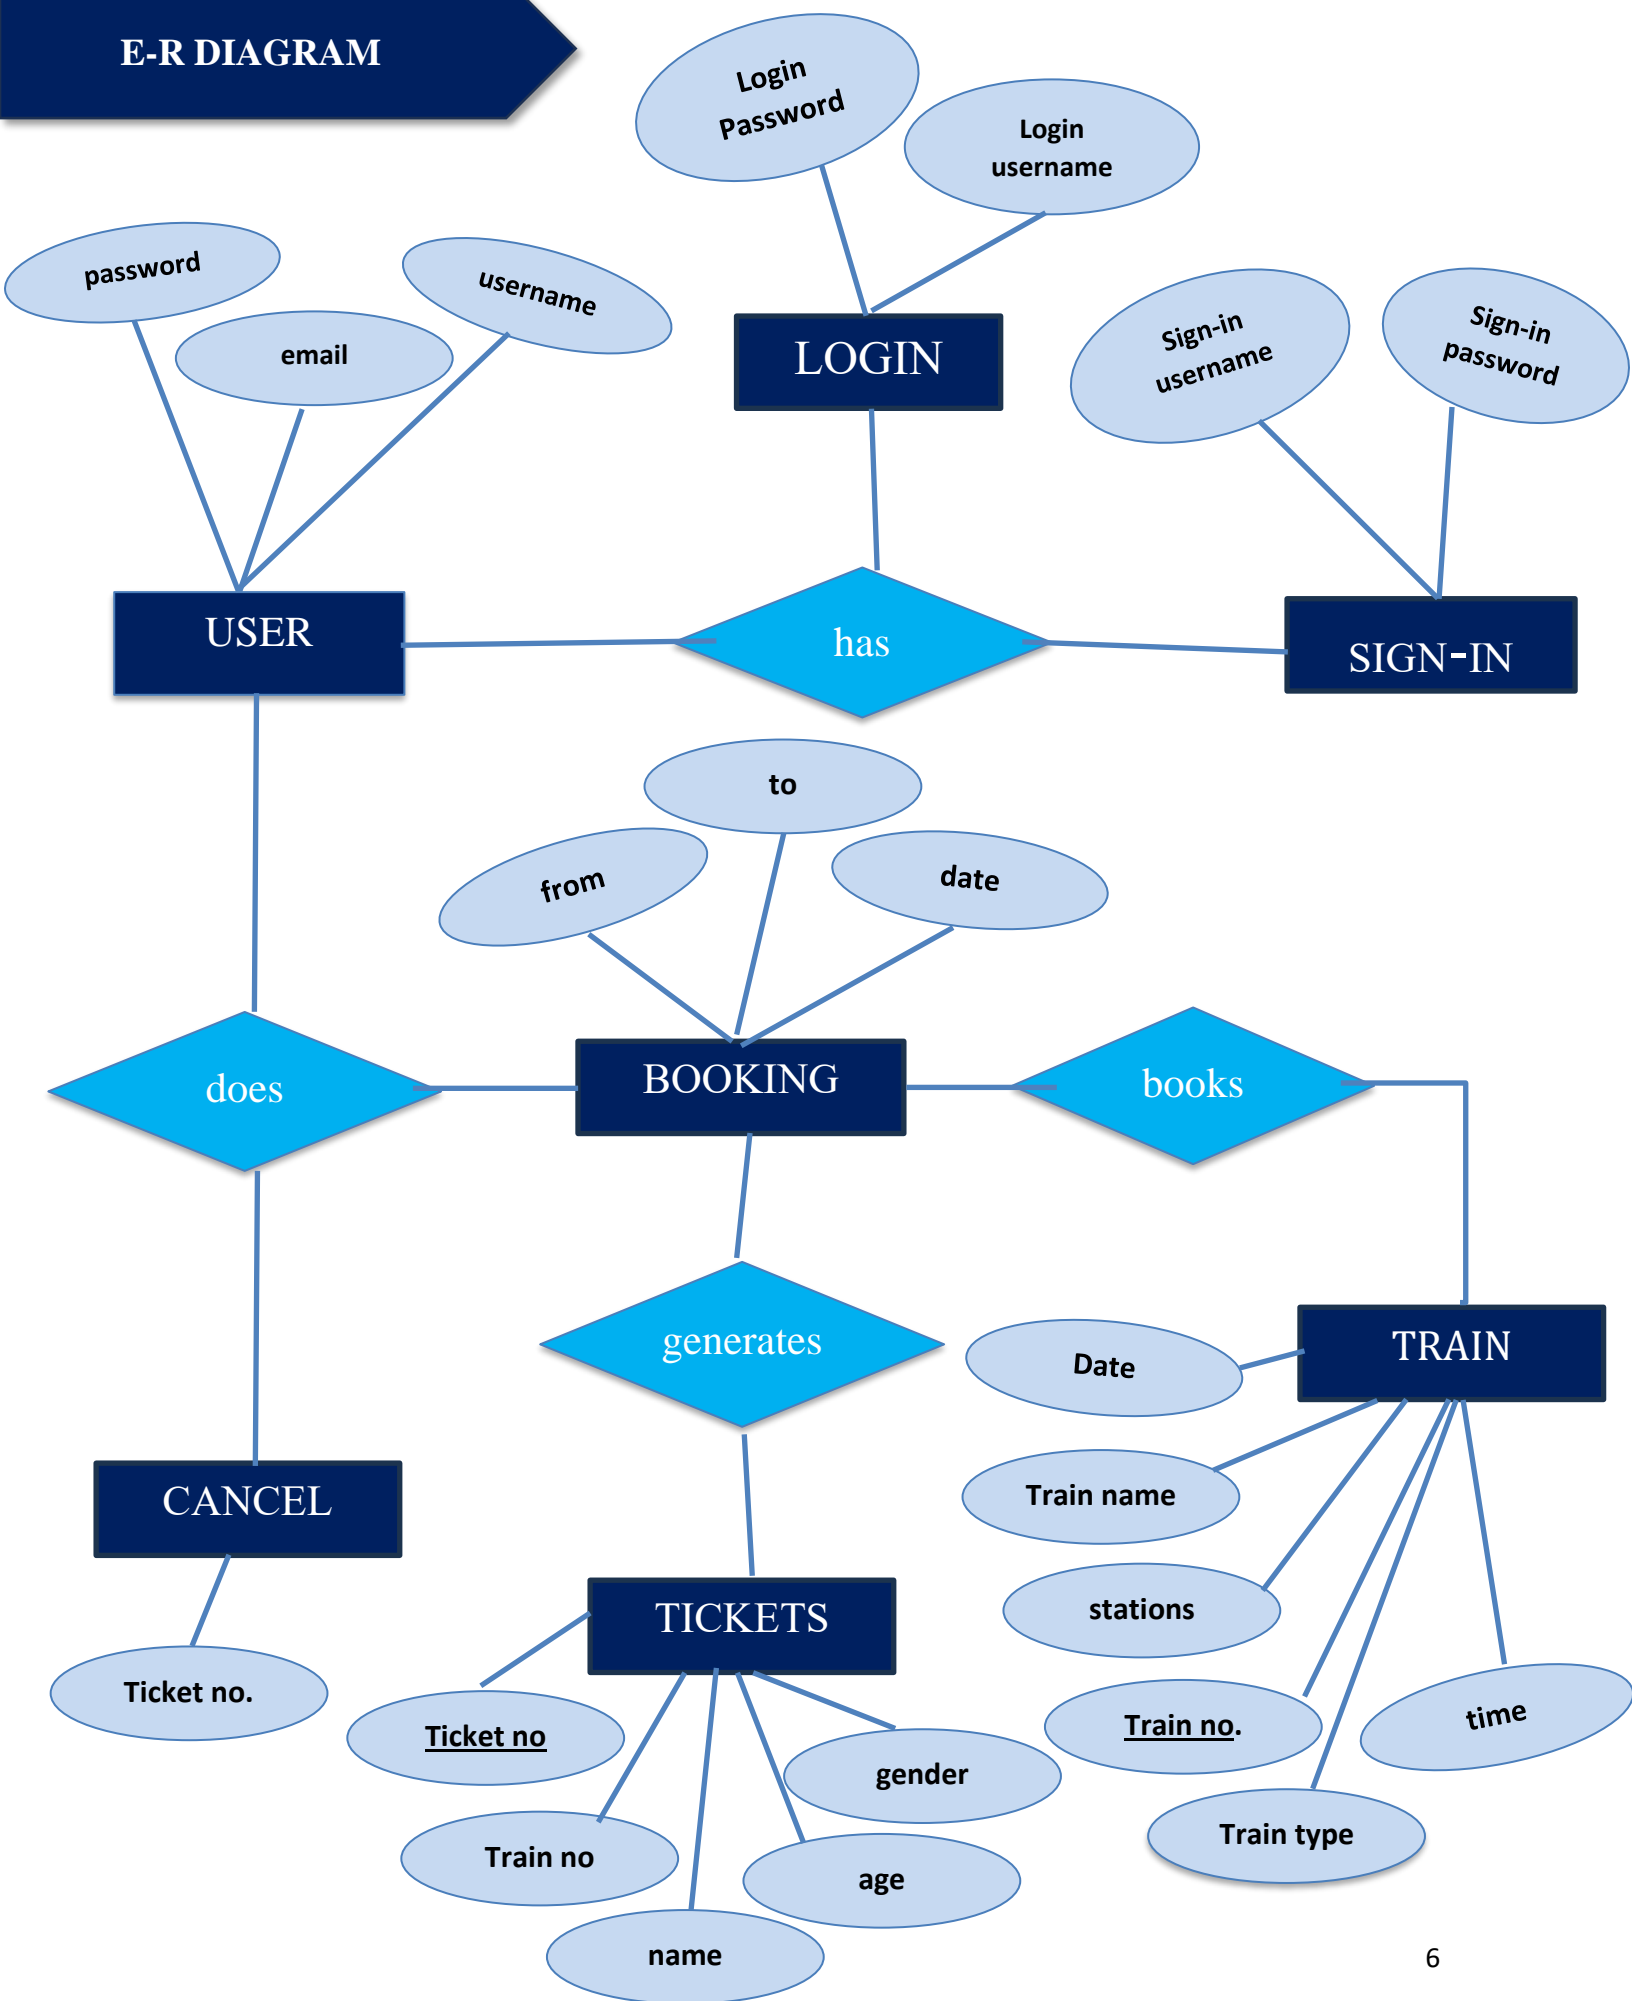 E-R DIAGRAM
Login
Password
Login
username
password
username
email
Sign-in
username
Sign-in
password
LOGIN
USER
has
SIGN-IN
to
from
date
does
BOOKING
books
generates
TRAIN
Date
CANCEL
Train name
TICKETS
stations
Ticket no.
Ticket no
Train no.
time
gender
Train no
age
Train type
name
6